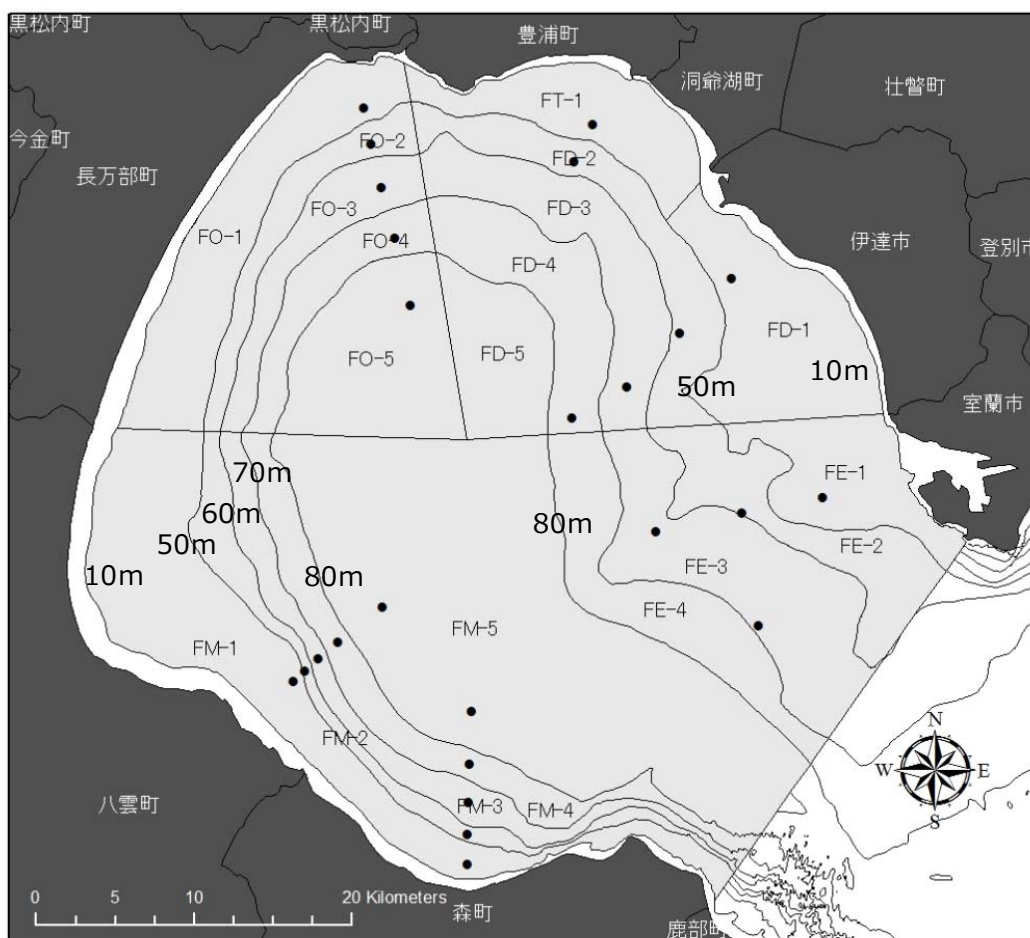 黒松内町
黒松内町
豊浦町
洞爺湖町
壮瞥町
今金町
長万部町
伊達市
登別市
室蘭市
FT-1
FO-2
FD-2
FO-3
FD-3
FO-1
FO-4
FD-4
FD-1
FO-5
FD-5
50m
10m
70m
60m
50m
10m
80m
80m
FE-1
FE-2
FE-3
FE-4
FM-5
FM-1
FM-2
FM-3
FM-4
N
W
E
S
八雲町
0
5
10
20 Kilometers
森町
鹿部町